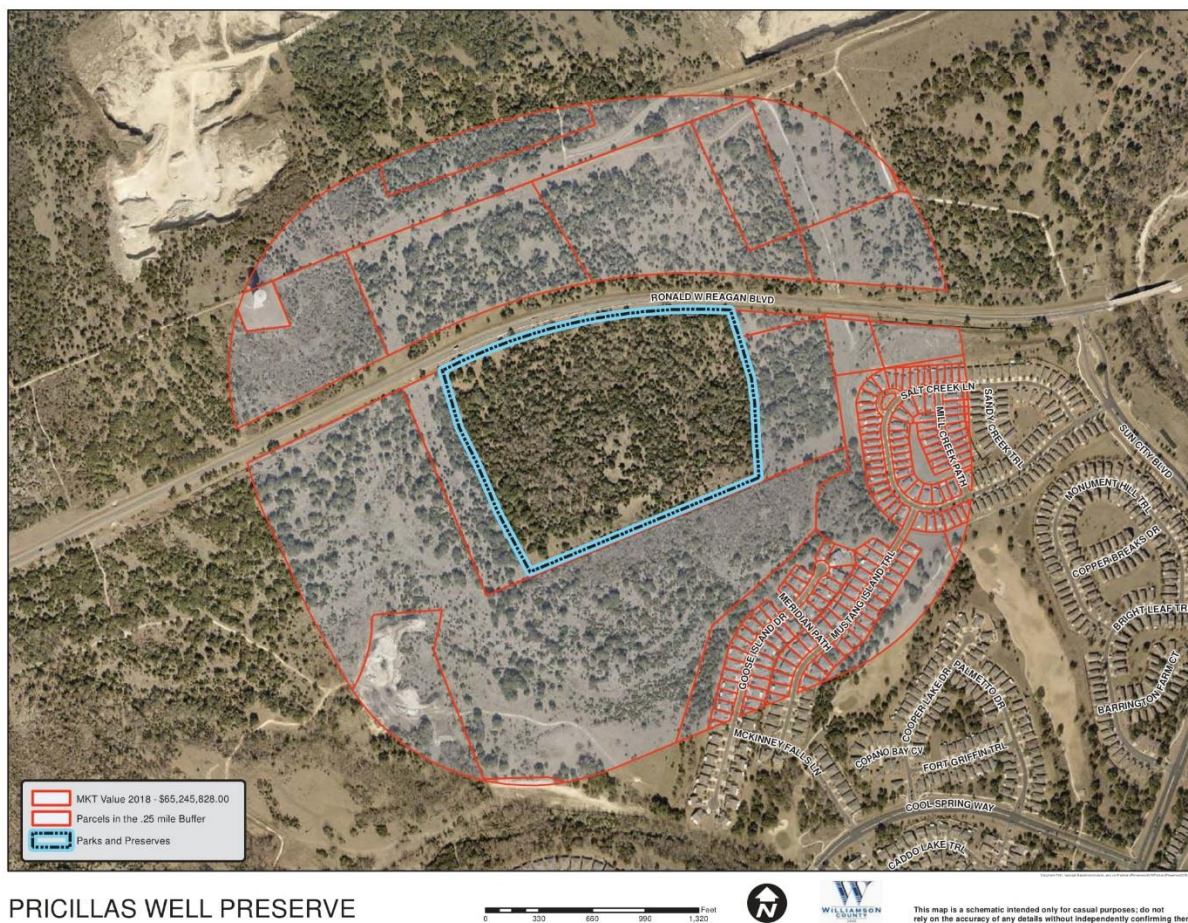 RONALD W REAGAN BLVD
SALT CREEK LN
SANDY CREEK TRL
MILL CREEK PATH
SUN CITY BLVD
MONUMENT HILL TRL
COPPER BREAKS DR
BRIGHT LEAF TR
BARRINGTON FARM CT
MUSTANG ISLAND TRL
MERIDIAN PATH
GOOSE ISLAND DR
PALMETTO DR
COOPER LAKE DR
MCKINNEY FALLS LN
COPANO BAY CV
FORT GRIFFIN TRL
COOL SPRING WAY
CADDO LAKE TRL
MKT Value 2018 - $65,245,828.00
Parcels in the .25 mile Buffer
Parks and Preserves
PRICILLAS WELL PRESERVE
Feet
0 330 660 990 1,320
N
W
WILLIAMSON
COUNTY
This map is a schematic intended only for casual purposes; do not
rely on the accuracy of any details without independently confirming ther